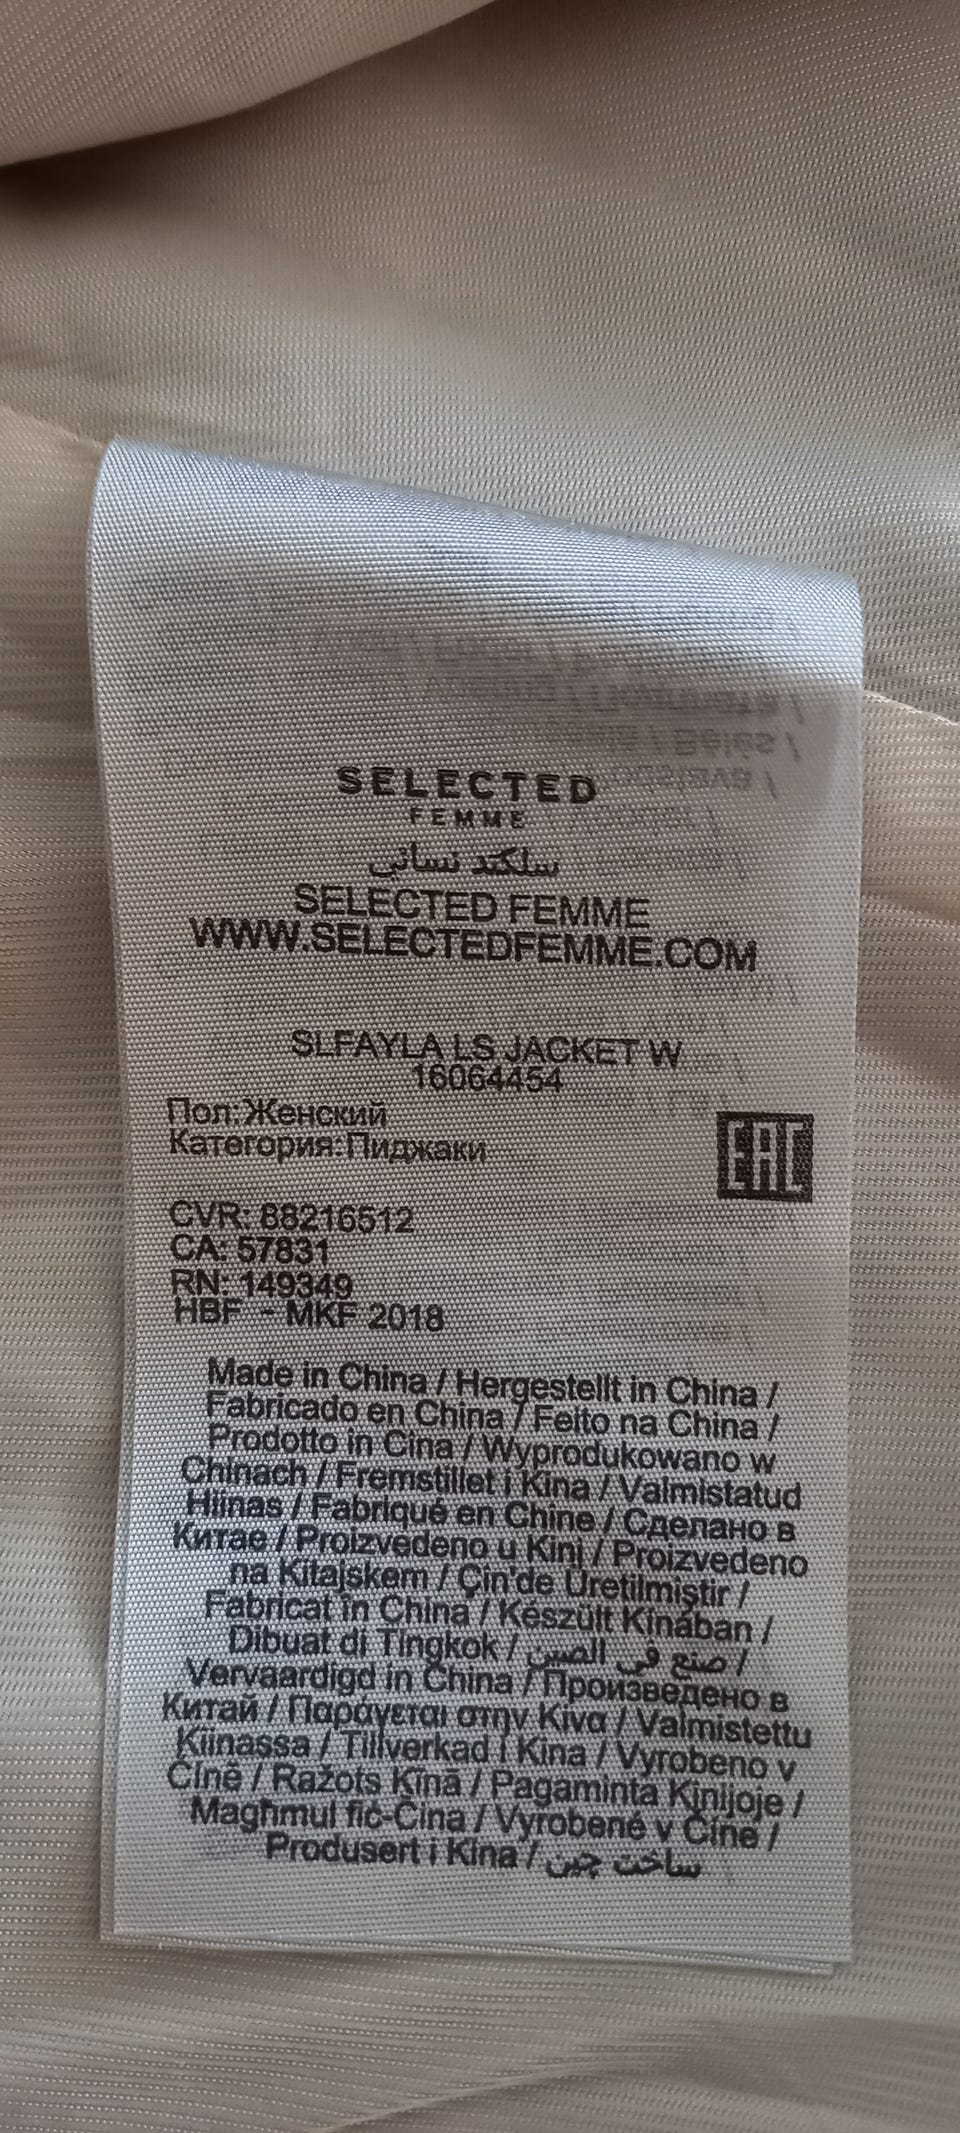 SELECTED
FEMME
سلكتد نسائي
SELECTED FEMME
WWW.SELECTEDFEMME.COM
SLFAYLA LS JACKET W
16064454
Пол:Женский
Категория:Пиджаки
EAC
CVR: 88216512
CA: 57831
RN: 149349
HBF - MKF 2018
Made in China / Hergestellt in China /
Fabricado en China / Feito na China /
Prodotto in Cina / Wyprodukowano w
Chinach / Fremstillet i Kina / Valmistatud
Hiinas / Fabriqué en Chine / Сделано в
Китае / Proizvedeno u Kini / Proizvedeno
na Kitajskem / Çin'de Üretilmiştir /
Fabricat în China / Készült Kínában /
Dibuat di Tingkok / صنع في الصين /
Vervaardigd in China / Произведено в
Китай / Παράγεται στην Κίνα / Valmistettu
Kiinassa / Tillverkad i Kina / Vyrobeno v
Číně / Ražots Ķīnā / Pagaminta Kinijoje /
Magħmul fiċ-Ċina / Vyrobené v Číne /
Produsert i Kina / ساخت چین